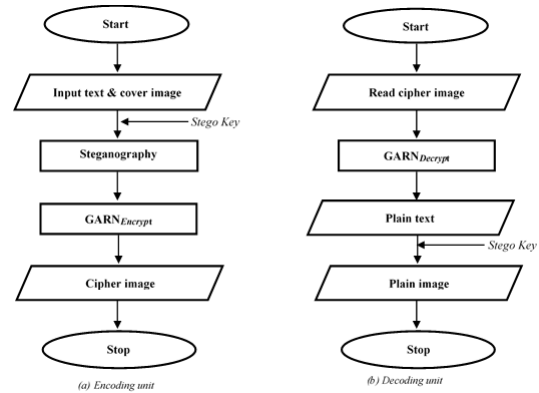 Start
Input text & cover image
Stego Key
Steganography
GARNEncrypt
Cipher image
Stop
(a) Encoding unit
Start
Read cipher image
GARNDecrypt
Plain text
Stego Key
Plain image
Stop
(b) Decoding unit